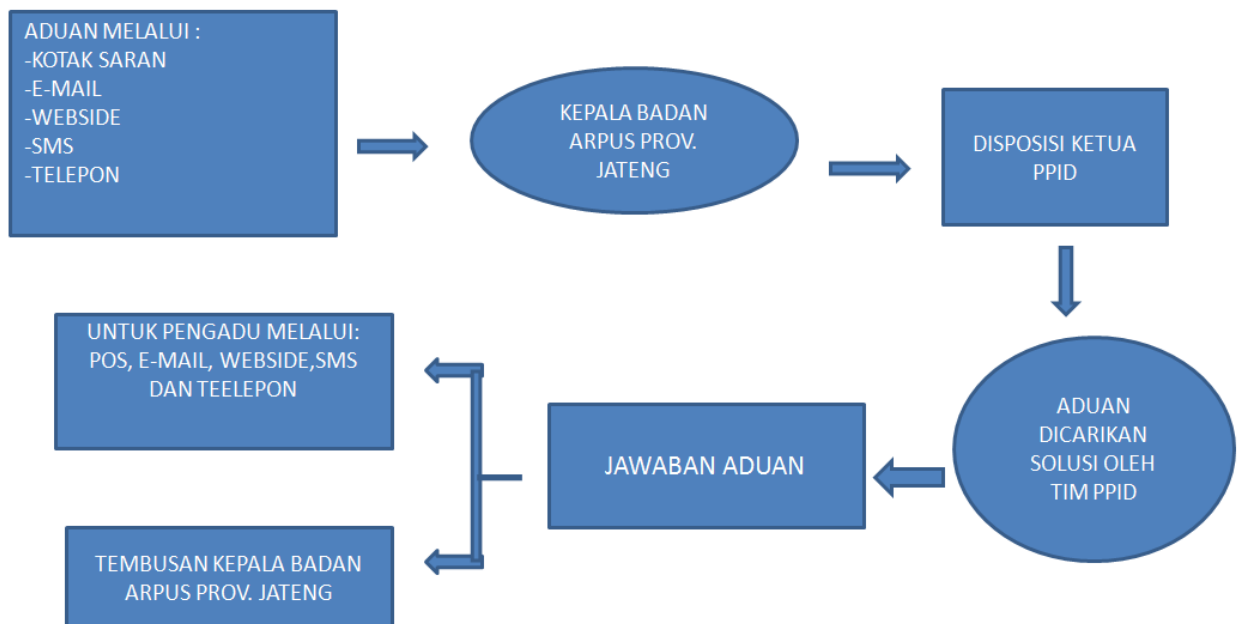 ADUAN MELALUI :
-KOTAK SARAN
-E-MAIL
-WEBSIDE
-SMS
-TELEPON
KEPALA BADAN
ARPUS PROV.
JATENG
DISPOSISI KETUA
PPID
ADUAN
DICARIKAN
SOLUSI OLEH
TIM PPID
JAWABAN ADUAN
UNTUK PENGADU MELALUI:
POS, E-MAIL, WEBSIDE,SMS
DAN TEELEPON
TEMBUSAN KEPALA BADAN
ARPUS PROV. JATENG